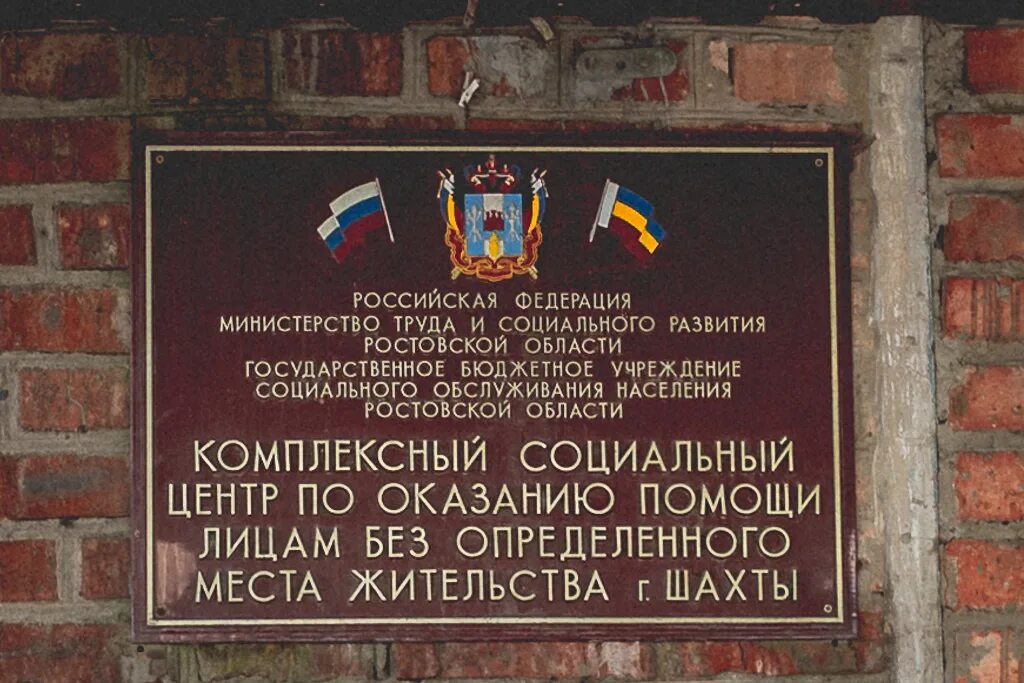 РОССИЙСКАЯ ФЕДЕРАЦИЯ
МИНИСТЕРСТВО ТРУДА И СОЦИАЛЬНОГО РАЗВИТИЯ
РОСТОВСКОЙ ОБЛАСТИ
ГОСУДАРСТВЕННОЕ БЮДЖЕТНОЕ УЧРЕЖДЕНИЕ
СОЦИАЛЬНОГО ОБСЛУЖИВАНИЯ НАСЕЛЕНИЯ
РОСТОВСКОЙ ОБЛАСТИ
КОМПЛЕКСНЫЙ СОЦИАЛЬНЫЙ
ЦЕНТР ПО ОКАЗАНИЮ ПОМОЩИ
ЛИЦАМ БЕЗ ОПРЕДЕЛЕННОГО
МЕСТА ЖИТЕЛЬСТВА г. ШАХТЫ